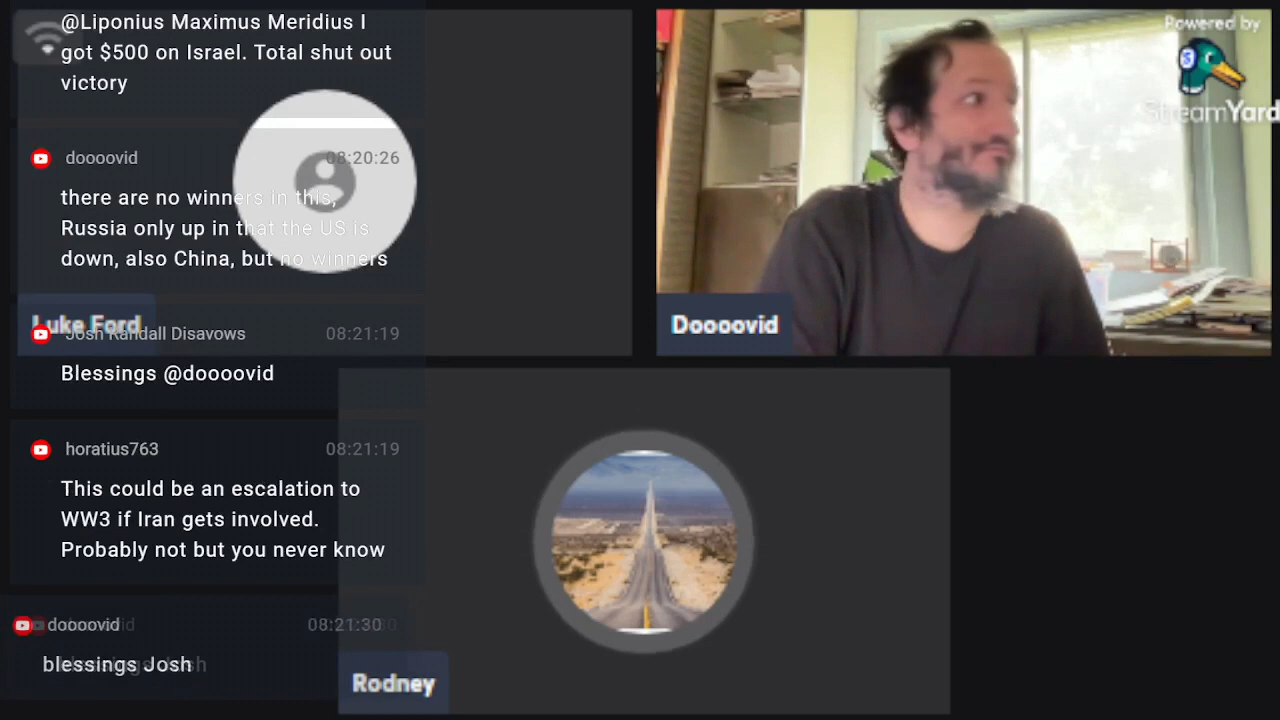 @Liponius Maximus Meridius I
got $500 on Israel. Total shut out
victory
doooovid 08:20:26
there are no winners in this,
Russia only up in that the US is
down, also China, but no winners
Luke Ford
Josh Randall Disavows 08:21:19
Blessings @doooovid
horatius763 08:21:19
This could be an escalation to
WW3 if Iran gets involved.
Probably not but you never know
doooovid 08:21:30
blessings Josh
Powered by
StreamYard
Doooovid
Rodney